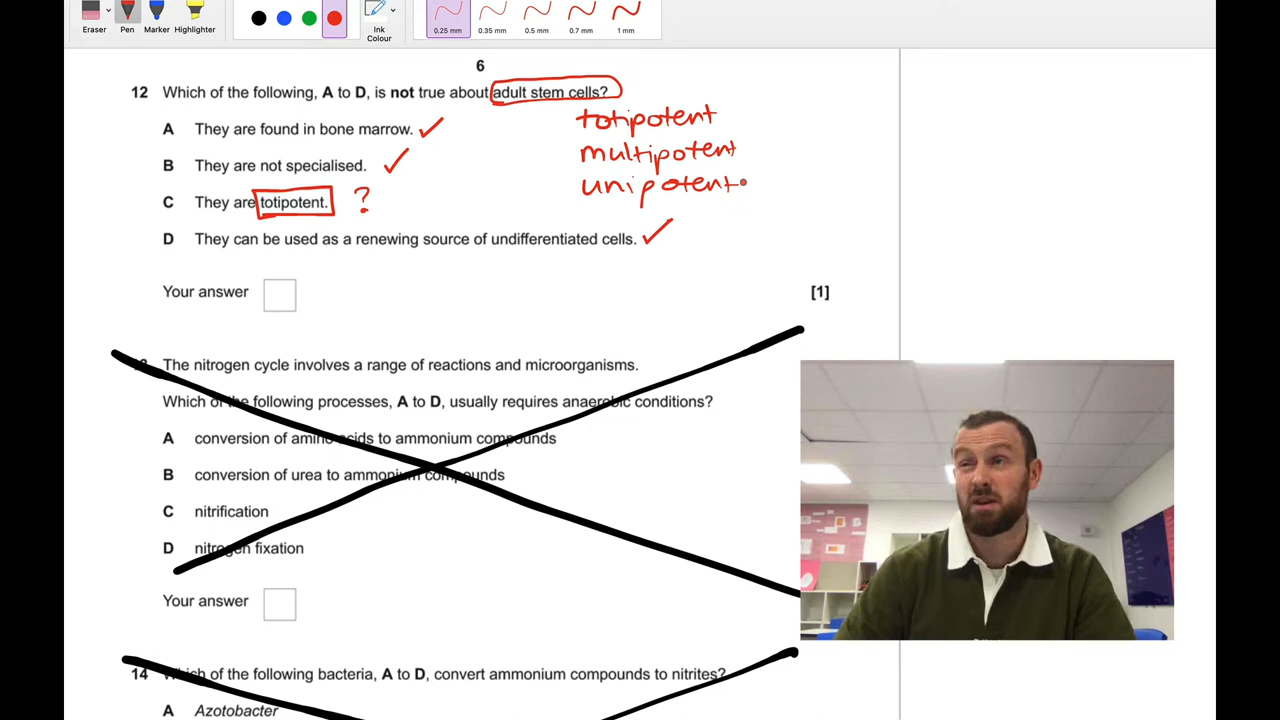 Eraser
Pen
Marker
Highlighter
Ink
Colour
0.25 mm
0.35 mm
0.5 mm
0.7 mm
1 mm
6
12 Which of the following, A to D, is not true about adult stem cells?
totipotent
A They are found in bone marrow.
multipotent
B They are not specialised.
unipotent
C They are totipotent. ?
D They can be used as a renewing source of undifferentiated cells.
Your answer
[1]
13 The nitrogen cycle involves a range of reactions and microorganisms.
Which of the following processes, A to D, usually requires anaerobic conditions?
A conversion of amino acids to ammonium compounds
B conversion of urea to ammonium compounds
C nitrification
D nitrogen fixation
Your answer
14 Which of the following bacteria, A to D, convert ammonium compounds to nitrites?
A Azotobacter